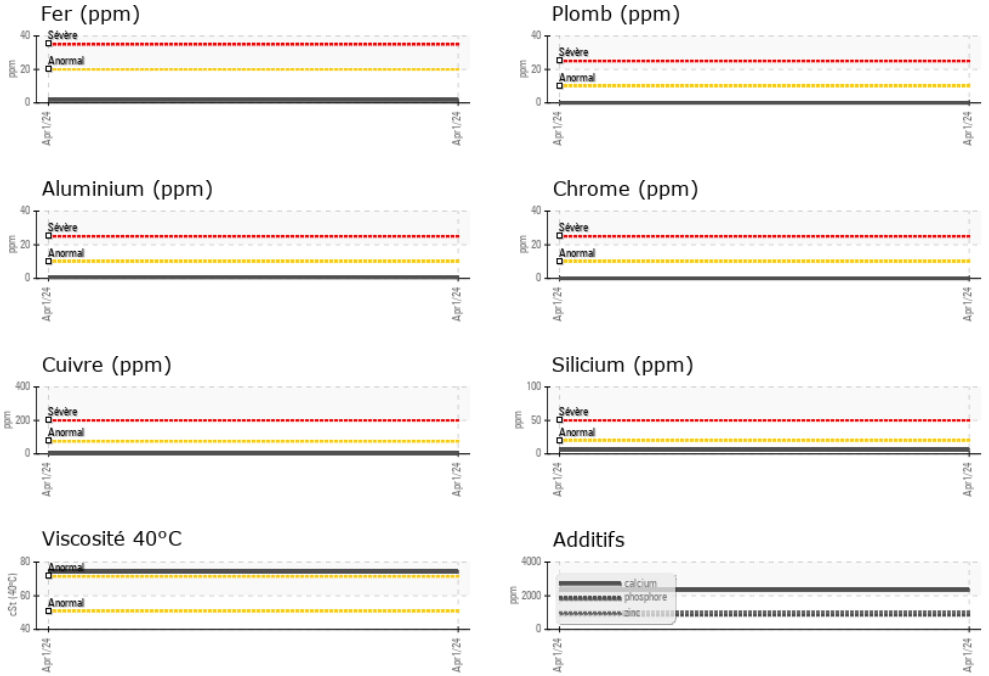 Fer (ppm)
40
20
0
ppm
Sévère
Anormal
Apr1/24
Apr1/24
Plomb (ppm)
40
20
0
ppm
Sévère
Anormal
Apr1/24
Apr1/24
Aluminium (ppm)
40
20
0
ppm
Sévère
Anormal
Apr1/24
Apr1/24
Chrome (ppm)
40
20
0
ppm
Sévère
Anormal
Apr1/24
Apr1/24
Cuivre (ppm)
400
200
0
ppm
Sévère
Anormal
Apr1/24
Apr1/24
Silicium (ppm)
100
50
0
ppm
Sévère
Anormal
Apr1/24
Apr1/24
Viscosité 40°C
80
60
40
cSt (40°C)
Anormal
Anormal
Apr1/24
Apr1/24
Additifs
4000
2000
0
ppm
calcium
phosphore
zinc
Apr1/24
Apr1/24